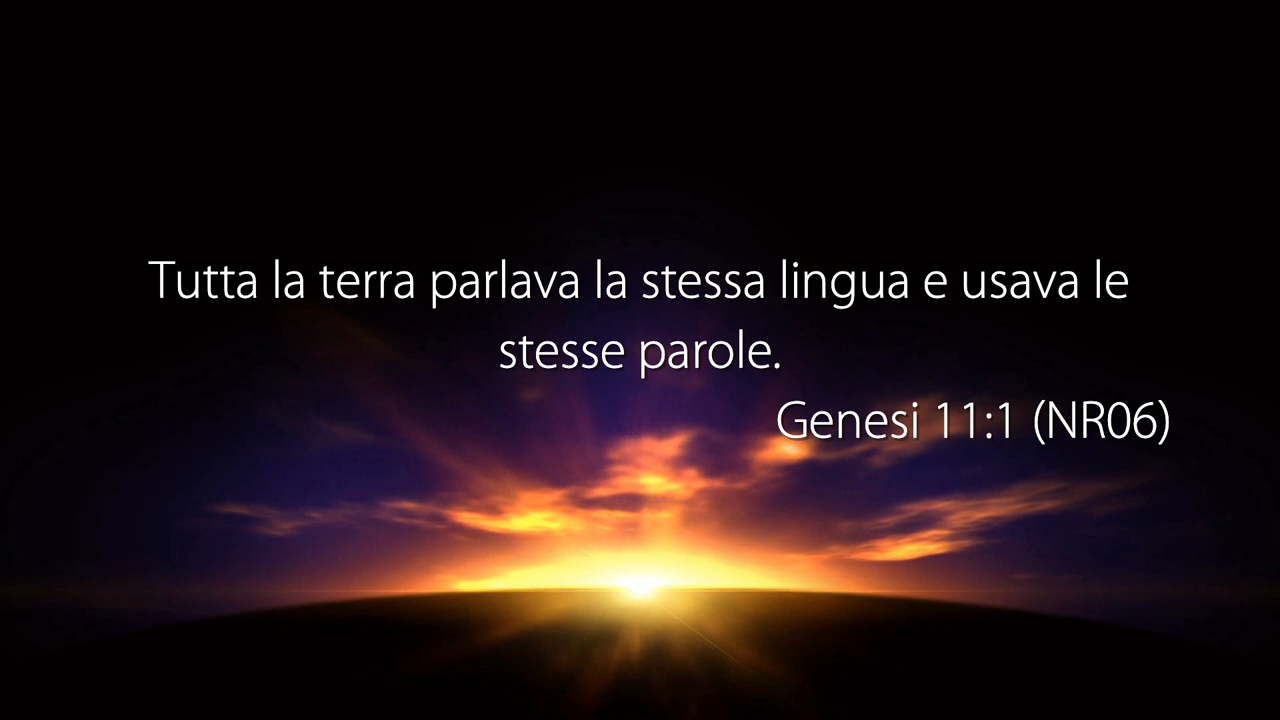 Tutta la terra parlava la stessa lingua e usava le
stesse parole.
Genesi 11:1 (NR06)